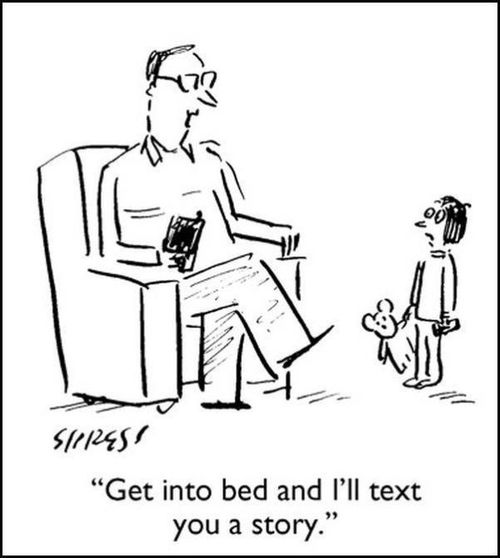 SIPRESS
“Get into bed and I’ll text
you a story.”